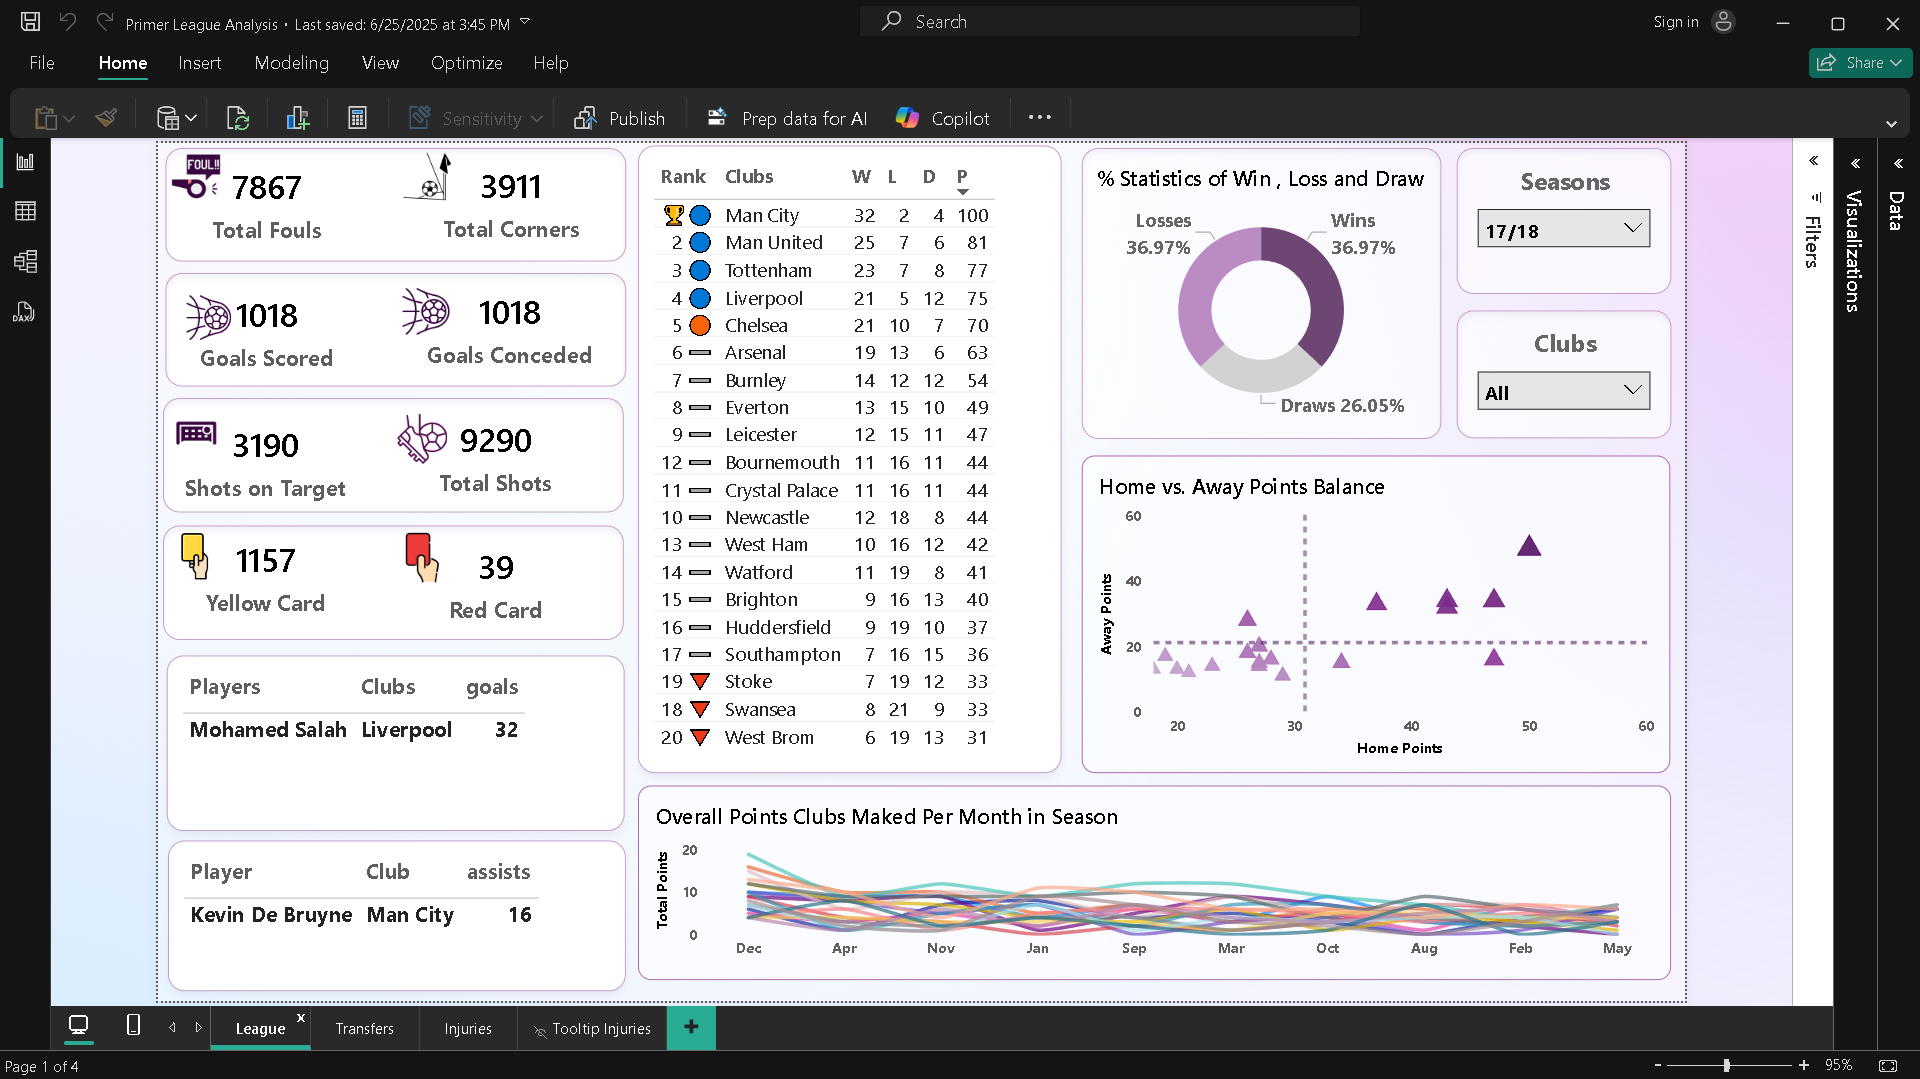 Primer League Analysis • Last saved: 6/25/2025 at 3:45 PM
Search
Sign in
File Home Insert Modeling View Optimize Help
Share
Sensitivity
Publish
Prep data for AI
Copilot
FOUL!!
7867
Total Fouls
3911
Total Corners
1018
Goals Scored
1018
Goals Conceded
3190
Shots on Target
9290
Total Shots
1157
Yellow Card
39
Red Card
Players Clubs goals
Mohamed Salah Liverpool 32
Player Club assists
Kevin De Bruyne Man City 16
Rank Clubs W L D P
Man City 32 2 4 100
2 Man United 25 7 6 81
3 Tottenham 23 7 8 77
4 Liverpool 21 5 12 75
5 Chelsea 21 10 7 70
6 Arsenal 19 13 6 63
7 Burnley 14 12 12 54
8 Everton 13 15 10 49
9 Leicester 12 15 11 47
12 Bournemouth 11 16 11 44
11 Crystal Palace 11 16 11 44
10 Newcastle 12 18 8 44
13 West Ham 10 16 12 42
14 Watford 11 19 8 41
15 Brighton 9 16 13 40
16 Huddersfield 9 19 10 37
17 Southampton 7 16 15 36
19 Stoke 7 19 12 33
18 Swansea 8 21 9 33
20 West Brom 6 19 13 31
% Statistics of Win , Loss and Draw
Losses
36.97%
Wins
36.97%
Draws 26.05%
Seasons
17/18
Clubs
All
Home vs. Away Points Balance
Away Points
60
40
20
0
20 30 40 50 60
Home Points
Overall Points Clubs Maked Per Month in Season
Total Points
20
10
0
Dec Apr Nov Jan Sep Mar Oct Aug Feb May
Filters
Visualizations
Data
DAX
League x
Transfers
Injuries
Tooltip Injuries
+
Page 1 of 4
- + 95%